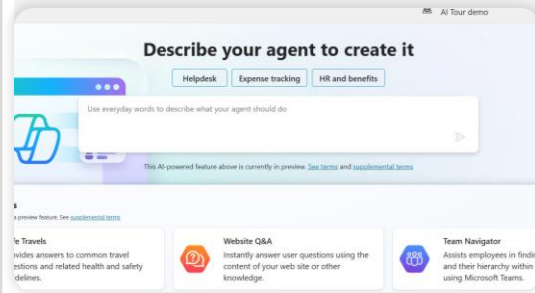 AI Tour demo
Describe your agent to create it
Helpdesk Expense tracking HR and benefits
Use everyday words to describe what your agent should do
This AI-powered feature above is currently in preview. See terms and supplemental terms
s
a preview feature. See supplemental terms
fe Travels
vides answers to common travel
estions and related health and safety
delines.
Website Q&A
Instantly answer user questions using the
content of your web site or other
knowledge.
Team Navigator
Assists employees in findin
and their hierarchy within
using Microsoft Teams.